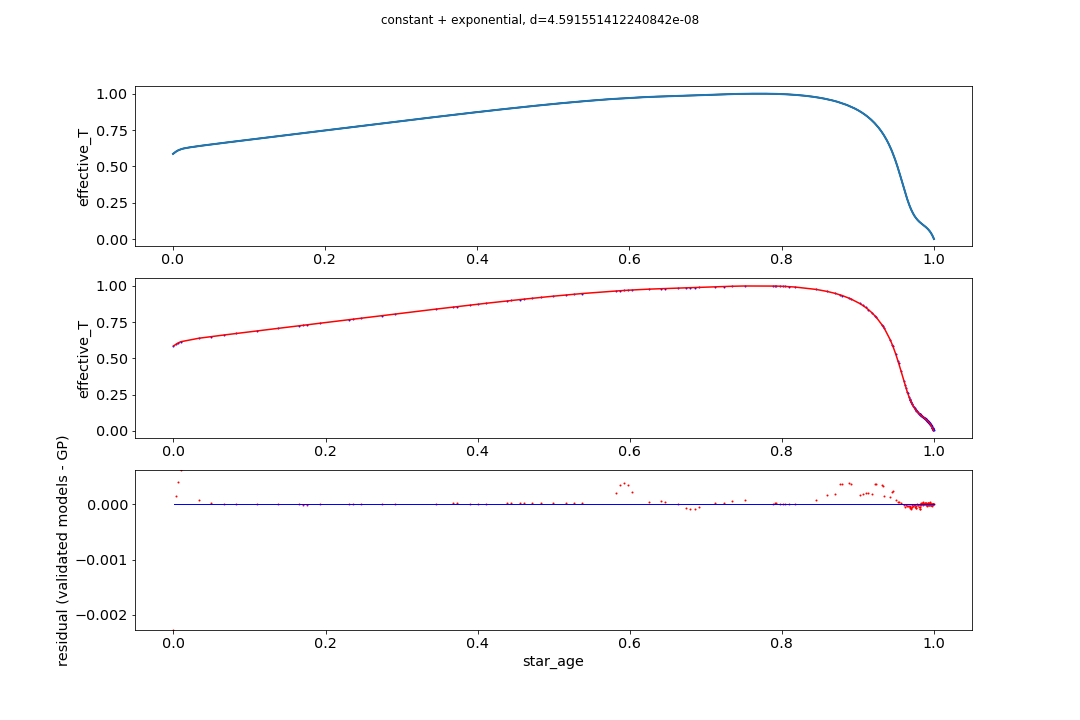 constant + exponential, d=4.591551412240842e-08
effective_T
1.00
0.75
0.50
0.25
0.00
0.0 0.2 0.4 0.6 0.8 1.0
effective_T
1.00
0.75
0.50
0.25
0.00
0.0 0.2 0.4 0.6 0.8 1.0
residual (validated models - GP)
0.000
−0.001
−0.002
0.0 0.2 0.4 0.6 0.8 1.0
star_age